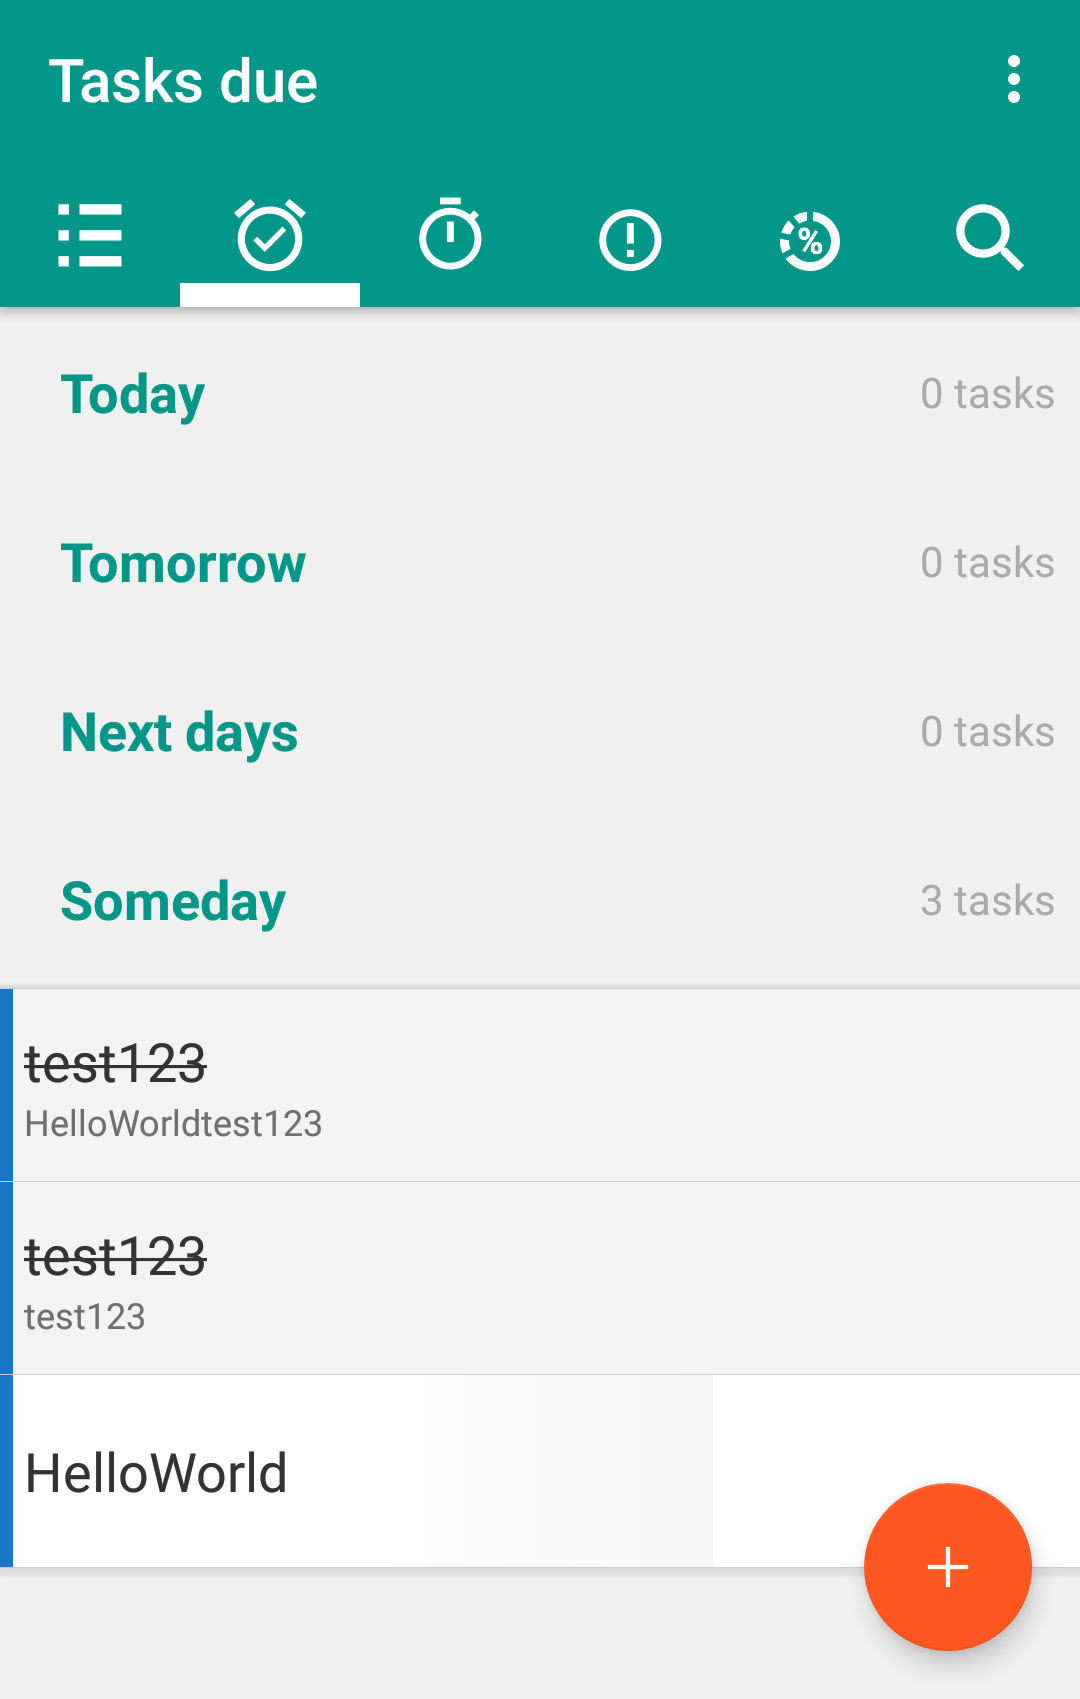 Tasks due
%
Today
0 tasks
Tomorrow
0 tasks
Next days
0 tasks
Someday
3 tasks
test123
HelloWorldtest123
test123
test123
HelloWorld